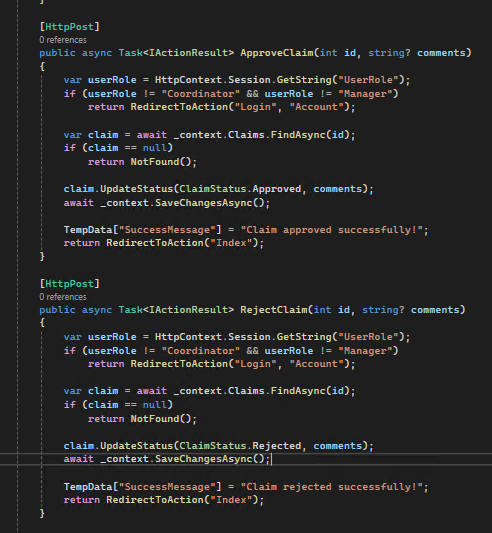 }
[HttpPost]
0 references
public async Task<IActionResult> ApproveClaim(int id, string? comments)
{
var userRole = HttpContext.Session.GetString("UserRole");
if (userRole != "Coordinator" && userRole != "Manager")
return RedirectToAction("Login", "Account");
var claim = await _context.Claims.FindAsync(id);
if (claim == null)
return NotFound();
claim.UpdateStatus(ClaimStatus.Approved, comments);
await _context.SaveChangesAsync();
TempData["SuccessMessage"] = "Claim approved successfully!";
return RedirectToAction("Index");
}
[HttpPost]
0 references
public async Task<IActionResult> RejectClaim(int id, string? comments)
{
var userRole = HttpContext.Session.GetString("UserRole");
if (userRole != "Coordinator" && userRole != "Manager")
return RedirectToAction("Login", "Account");
var claim = await _context.Claims.FindAsync(id);
if (claim == null)
return NotFound();
claim.UpdateStatus(ClaimStatus.Rejected, comments);
await _context.SaveChangesAsync();
TempData["SuccessMessage"] = "Claim rejected successfully!";
return RedirectToAction("Index");
}